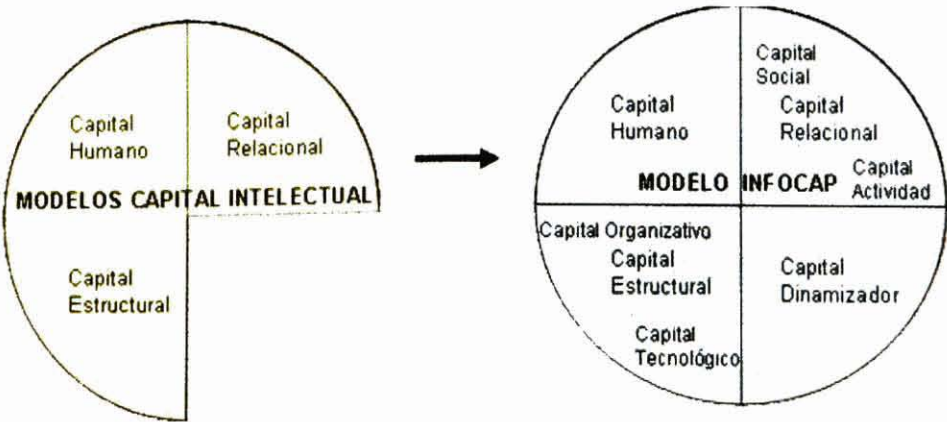 Capital
Humano
Capital
Relacional
MODELOS CAPITAL INTELECTUAL
Capital
Estructural
Capital
Social
Capital
Humano
Capital
Relacional
Capital
Actividad
MODELO INFOCAP
Capital Organizativo
Capital
Estructural
Capital
Tecnológico
Capital
Dinamizador